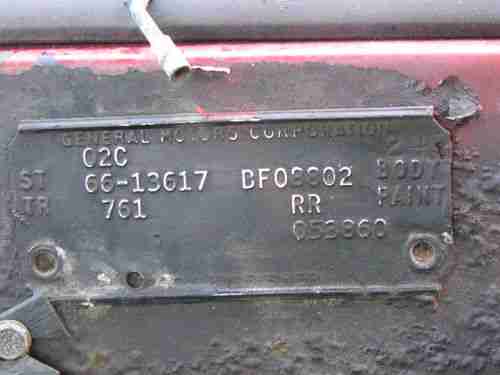 GENERAL MOTORS CORPORATION
02C
ST 66-13617 BF08802 BODY
TR 761 RR PAINT
053860